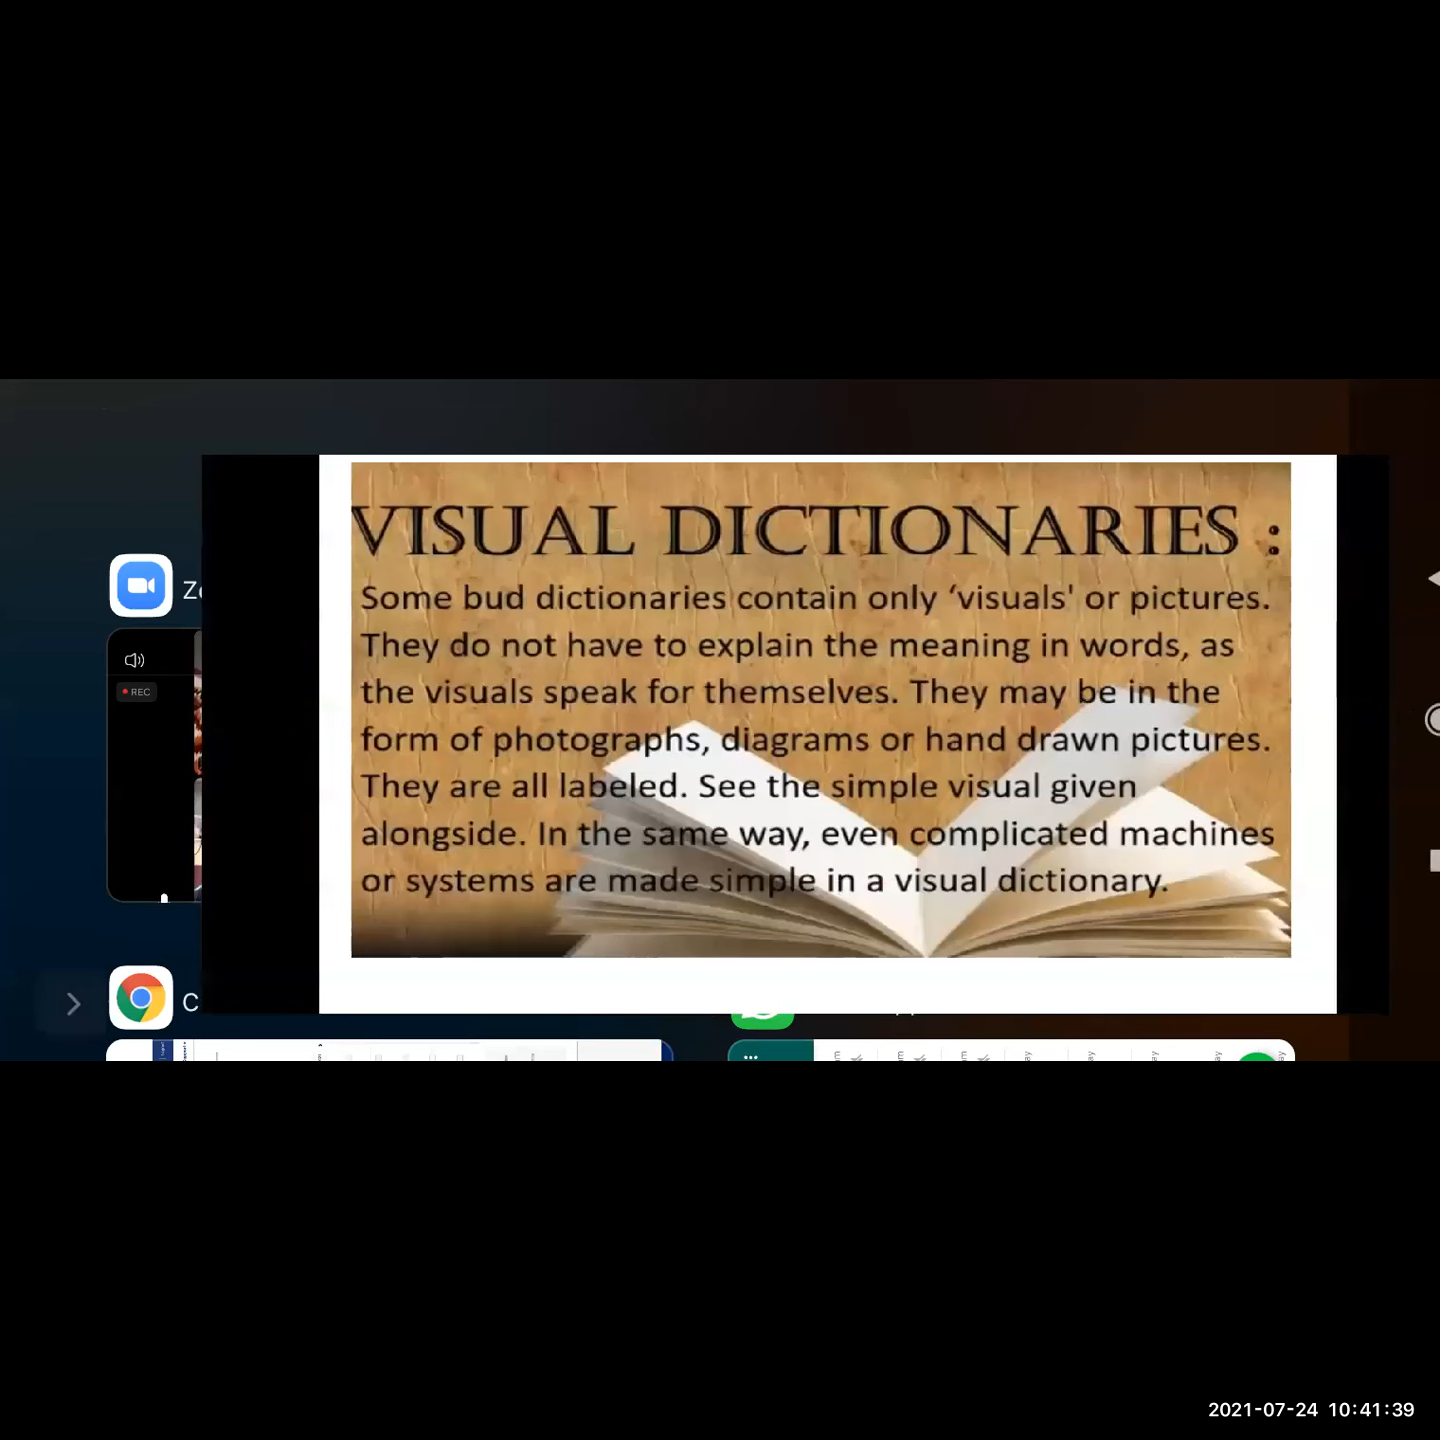 VISUAL DICTIONARIES :
Some bud dictionaries contain only ‘visuals' or pictures.
They do not have to explain the meaning in words, as
the visuals speak for themselves. They may be in the
form of photographs, diagrams or hand drawn pictures.
They are all labeled. See the simple visual given
alongside. In the same way, even complicated machines
or systems are made simple in a visual dictionary.
REC
2021-07-24 10:41:39